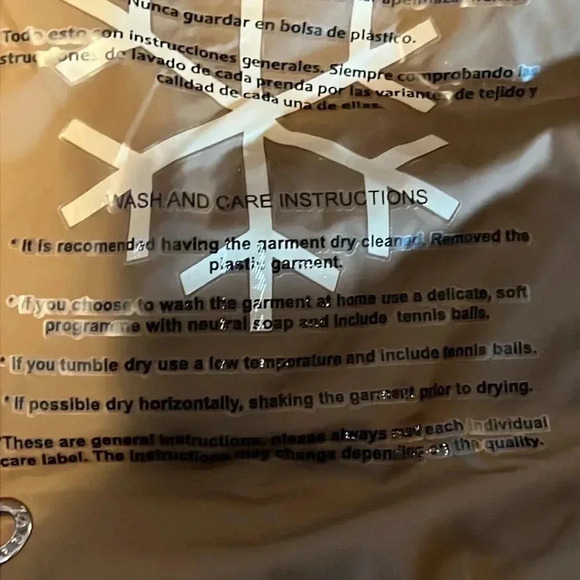 Nunca guardar en bolsa de plástico.
Todo esto son instrucciones generales. Siempre comprobando
de lavado de cada prenda por las variantes de tejido y
calidad de cada una de ellas.
WASH AND CARE INSTRUCTIONS
*It is recomended having the garment dry cleaned. Removed the
plastic garment.
*If you choose to wash the garment at home use a delicate, soft
programme with neutral soap and include tennis balls.
* If you tumble dry use a low temperature and include tennis balls.
* If possible dry horizontally, shaking the garment prior to drying.
*These are general instructions, please always each individual
care label. The instructions may change depending on the quality.